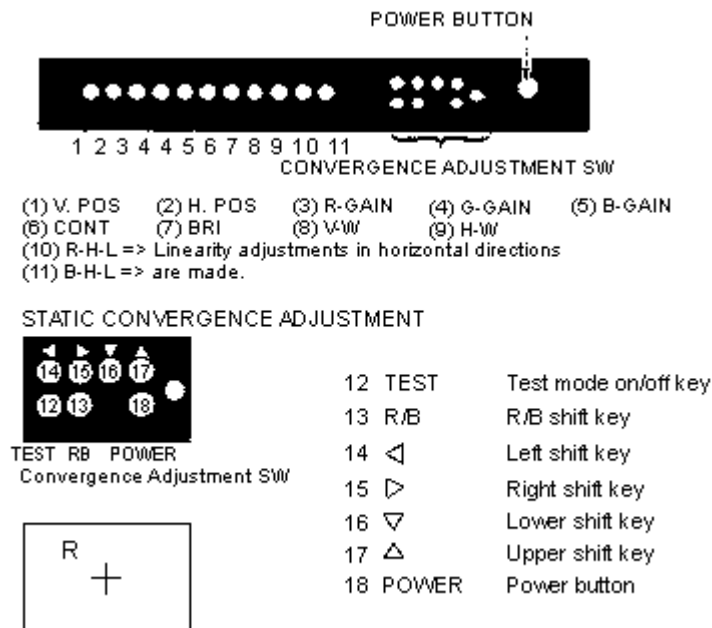 POWER BUTTON
1 2 3 4 4 5 6 7 8 9 10 11
CONVERGENCE ADJUSTMENT SW
(1) V. POS (2) H. POS (3) R-GAIN (4) G-GAIN (5) B-GAIN
(6) CONT (7) BRI (8) V-W (9) H-W
(10) R-H-L => Linearity adjustments in horizontal directions
(11) B-H-L => are made.
STATIC CONVERGENCE ADJUSTMENT
14 15 16 17
12 13 18
TEST RB POWER
Convergence Adjustment SW
R
12 TEST Test mode on/off key
13 R/B R/B shift key
14 ◁ Left shift key
15 ▷ Right shift key
16 ▽ Lower shift key
17 △ Upper shift key
18 POWER Power button